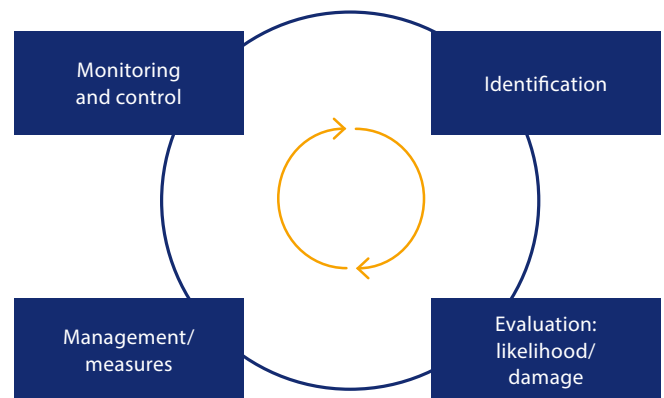 Monitoring
and control
Identification
Management/
measures
Evaluation:
likelihood/
damage